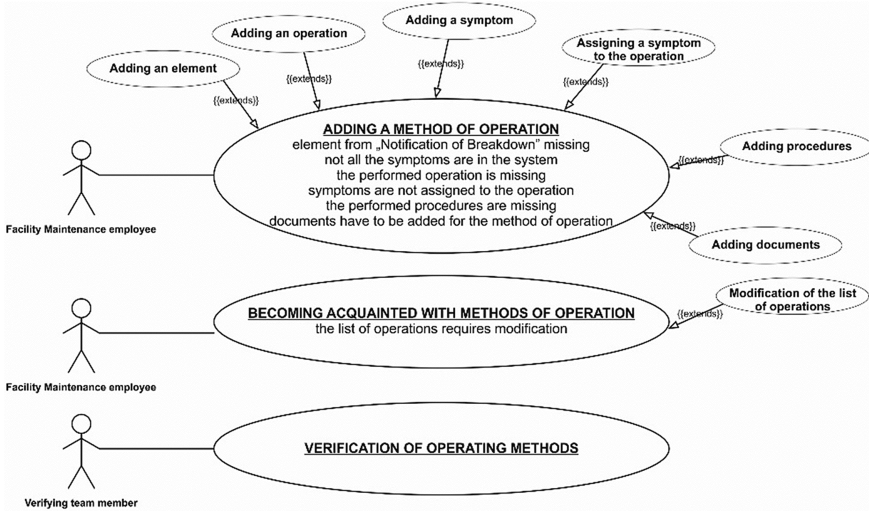 Adding a symptom
Adding an operation
Assigning a symptom
to the operation
Adding an element
{{extends}}
{{extends}}
{{extends}}
{{extends}}
ADDING A METHOD OF OPERATION
element from „Notification of Breakdown” missing
not all the symptoms are in the system
the performed operation is missing
symptoms are not assigned to the operation
the performed procedures are missing
documents have to be added for the method of operation
Adding procedures
{{extends}}
Facility Maintenance employee
{{extends}}
Adding documents
Modification of the list
of operations
{{extends}}
BECOMING ACQUAINTED WITH METHODS OF OPERATION
the list of operations requires modification
Facility Maintenance employee
VERIFICATION OF OPERATING METHODS
Verifying team member